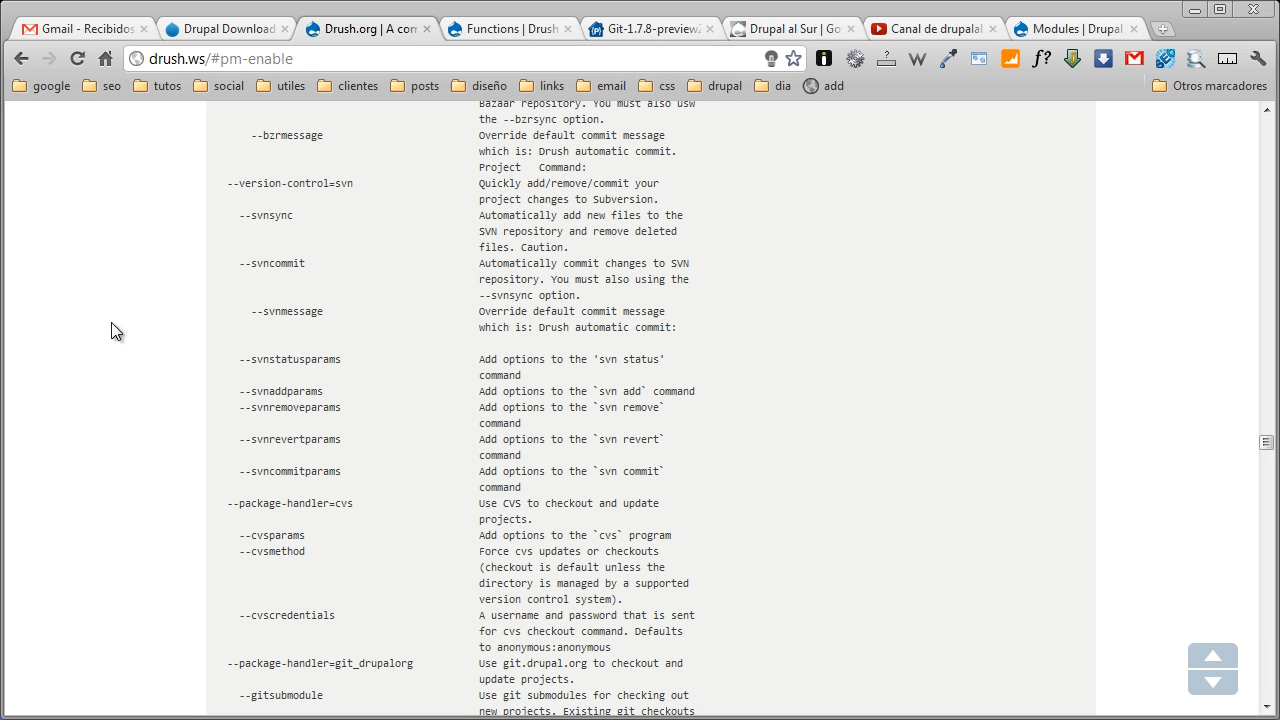 Gmail - Recibidos
Drupal Download
Drush.org | A com
Functions | Drush
Git-1.7.8-preview2
Drupal al Sur | Go
Canal de drupalal
Modules | Drupal
drush.ws/#pm-enable
google
seo
tutos
social
utiles
clientes
posts
diseño
links
email
css
drupal
dia
add
Otros marcadores
Bazaar repository. You must also usw
the --bzrsync option.
--bzrmessage Override default commit message
which is: Drush automatic commit.
Project Command:
--version-control=svn Quickly add/remove/commit your
project changes to Subversion.
--svnsync Automatically add new files to the
SVN repository and remove deleted
files. Caution.
--svncommit Automatically commit changes to SVN
repository. You must also using the
--svnsync option.
--svnmessage Override default commit message
which is: Drush automatic commit:
--svnstatusparams Add options to the 'svn status'
command
--svnaddparams Add options to the `svn add` command
--svnremoveparams Add options to the `svn remove`
command
--svnrevertparams Add options to the `svn revert`
command
--svncommitparams Add options to the `svn commit`
command
--package-handler=cvs Use CVS to checkout and update
projects.
--cvsparams Add options to the `cvs` program
--cvsmethod Force cvs updates or checkouts
(checkout is default unless the
directory is managed by a supported
version control system).
--cvscredentials A username and password that is sent
for cvs checkout command. Defaults
to anonymous:anonymous
--package-handler=git_drupalorg Use git.drupal.org to checkout and
update projects.
--gitsubmodule Use git submodules for checking out
new projects. Existing git checkouts